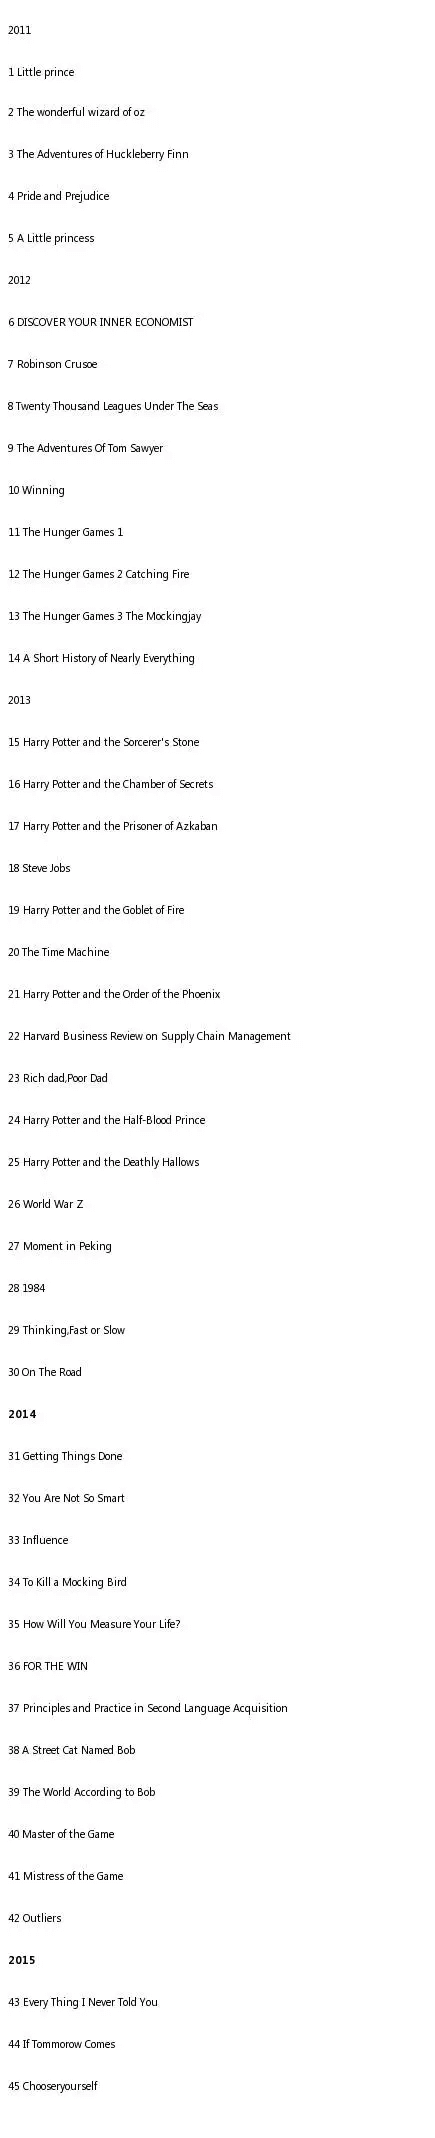 2011
1 Little prince
2 The wonderful wizard of oz
3 The Adventures of Huckleberry Finn
4 Pride and Prejudice
5 A Little princess
2012
6 DISCOVER YOUR INNER ECONOMIST
7 Robinson Crusoe
8 Twenty Thousand Leagues Under The Seas
9 The Adventures Of Tom Sawyer
10 Winning
11 The Hunger Games 1
12 The Hunger Games 2 Catching Fire
13 The Hunger Games 3 The Mockingjay
14 A Short History of Nearly Everything
2013
15 Harry Potter and the Sorcerer's Stone
16 Harry Potter and the Chamber of Secrets
17 Harry Potter and the Prisoner of Azkaban
18 Steve Jobs
19 Harry Potter and the Goblet of Fire
20 The Time Machine
21 Harry Potter and the Order of the Phoenix
22 Harvard Business Review on Supply Chain Management
23 Rich dad,Poor Dad
24 Harry Potter and the Half-Blood Prince
25 Harry Potter and the Deathly Hallows
26 World War Z
27 Moment in Peking
28 1984
29 Thinking,Fast or Slow
30 On The Road
2014
31 Getting Things Done
32 You Are Not So Smart
33 Influence
34 To Kill a Mocking Bird
35 How Will You Measure Your Life?
36 FOR THE WIN
37 Principles and Practice in Second Language Acquisition
38 A Street Cat Named Bob
39 The World According to Bob
40 Master of the Game
41 Mistress of the Game
42 Outliers
2015
43 Every Thing I Never Told You
44 If Tommorow Comes
45 Chooseryourself